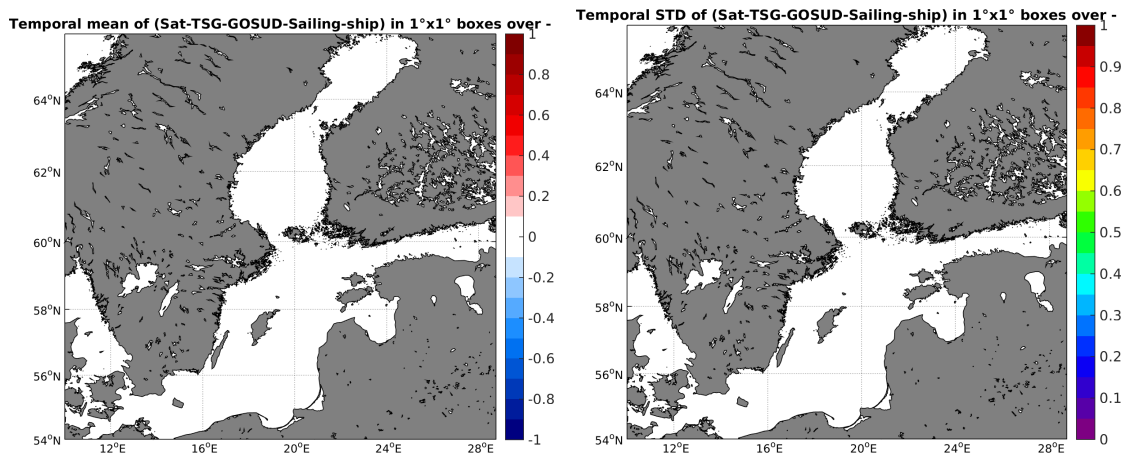 Temporal mean of (Sat-TSG-GOSUD-Sailing-ship) in 1°x1° boxes over -
64°N
62°N
60°N
58°N
56°N
54°N
12°E
16°E
20°E
24°E
28°E
1
0.8
0.6
0.4
0.2
0
-0.2
-0.4
-0.6
-0.8
-1
Temporal STD of (Sat-TSG-GOSUD-Sailing-ship) in 1°x1° boxes over -
64°N
62°N
60°N
58°N
56°N
54°N
12°E
16°E
20°E
24°E
28°E
1
0.9
0.8
0.7
0.6
0.5
0.4
0.3
0.2
0.1
0